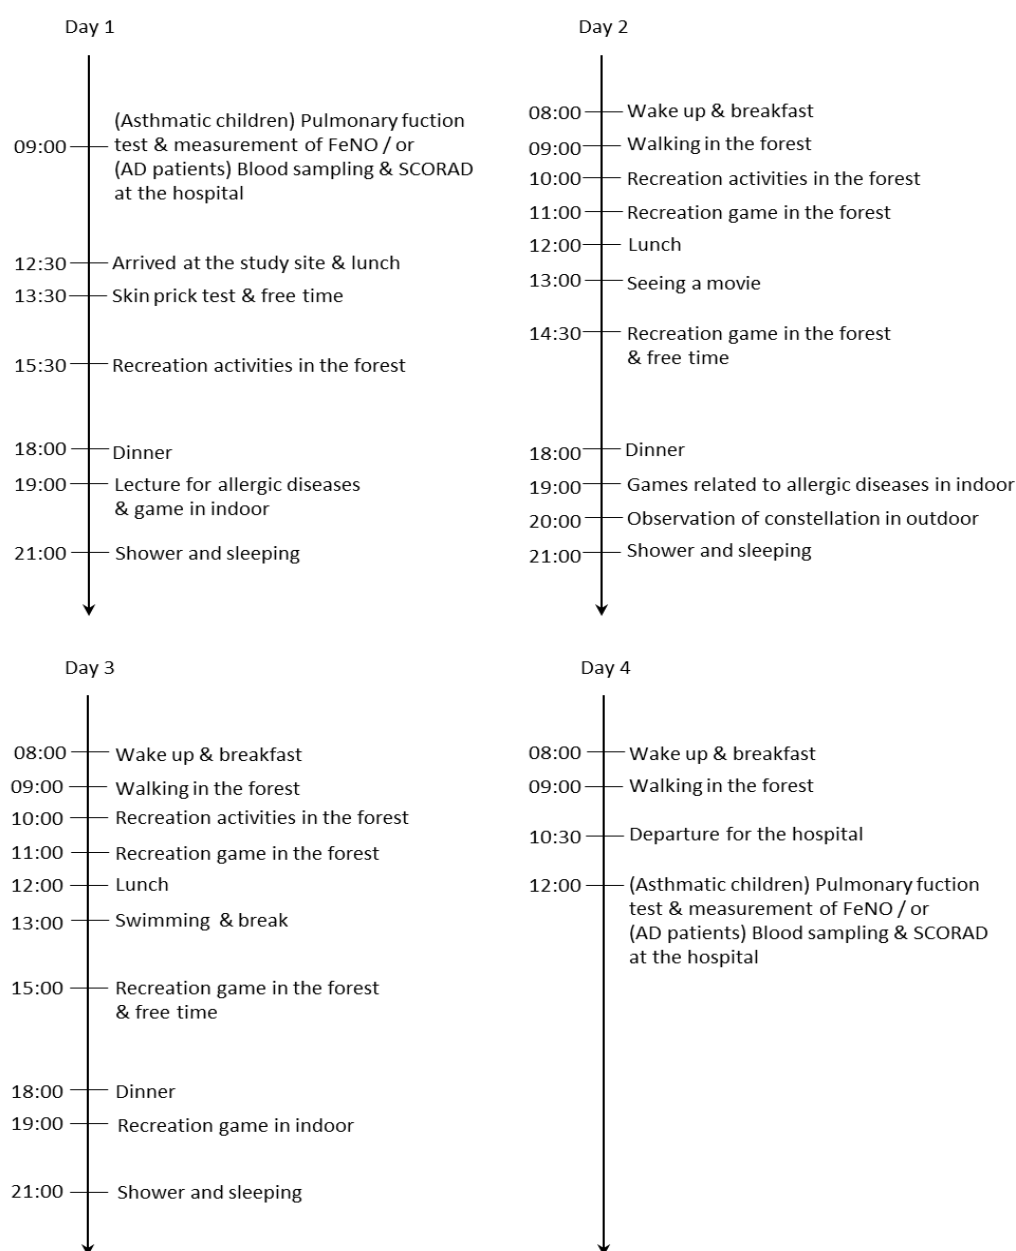 Day 1
09:00 (Asthmatic children) Pulmonary fuction
test & measurement of FeNO / or
(AD patients) Blood sampling & SCORAD
at the hospital
12:30 Arrived at the study site & lunch
13:30 Skin prick test & free time
15:30 Recreation activities in the forest
18:00 Dinner
19:00 Lecture for allergic diseases
& game in indoor
21:00 Shower and sleeping
Day 2
08:00 Wake up & breakfast
09:00 Walking in the forest
10:00 Recreation activities in the forest
11:00 Recreation game in the forest
12:00 Lunch
13:00 Seeing a movie
14:30 Recreation game in the forest
& free time
18:00 Dinner
19:00 Games related to allergic diseases in indoor
20:00 Observation of constellation in outdoor
21:00 Shower and sleeping
Day 3
08:00 Wake up & breakfast
09:00 Walking in the forest
10:00 Recreation activities in the forest
11:00 Recreation game in the forest
12:00 Lunch
13:00 Swimming & break
15:00 Recreation game in the forest
& free time
18:00 Dinner
19:00 Recreation game in indoor
21:00 Shower and sleeping
Day 4
08:00 Wake up & breakfast
09:00 Walking in the forest
10:30 Departure for the hospital
12:00 (Asthmatic children) Pulmonary fuction
test & measurement of FeNO / or
(AD patients) Blood sampling & SCORAD
at the hospital